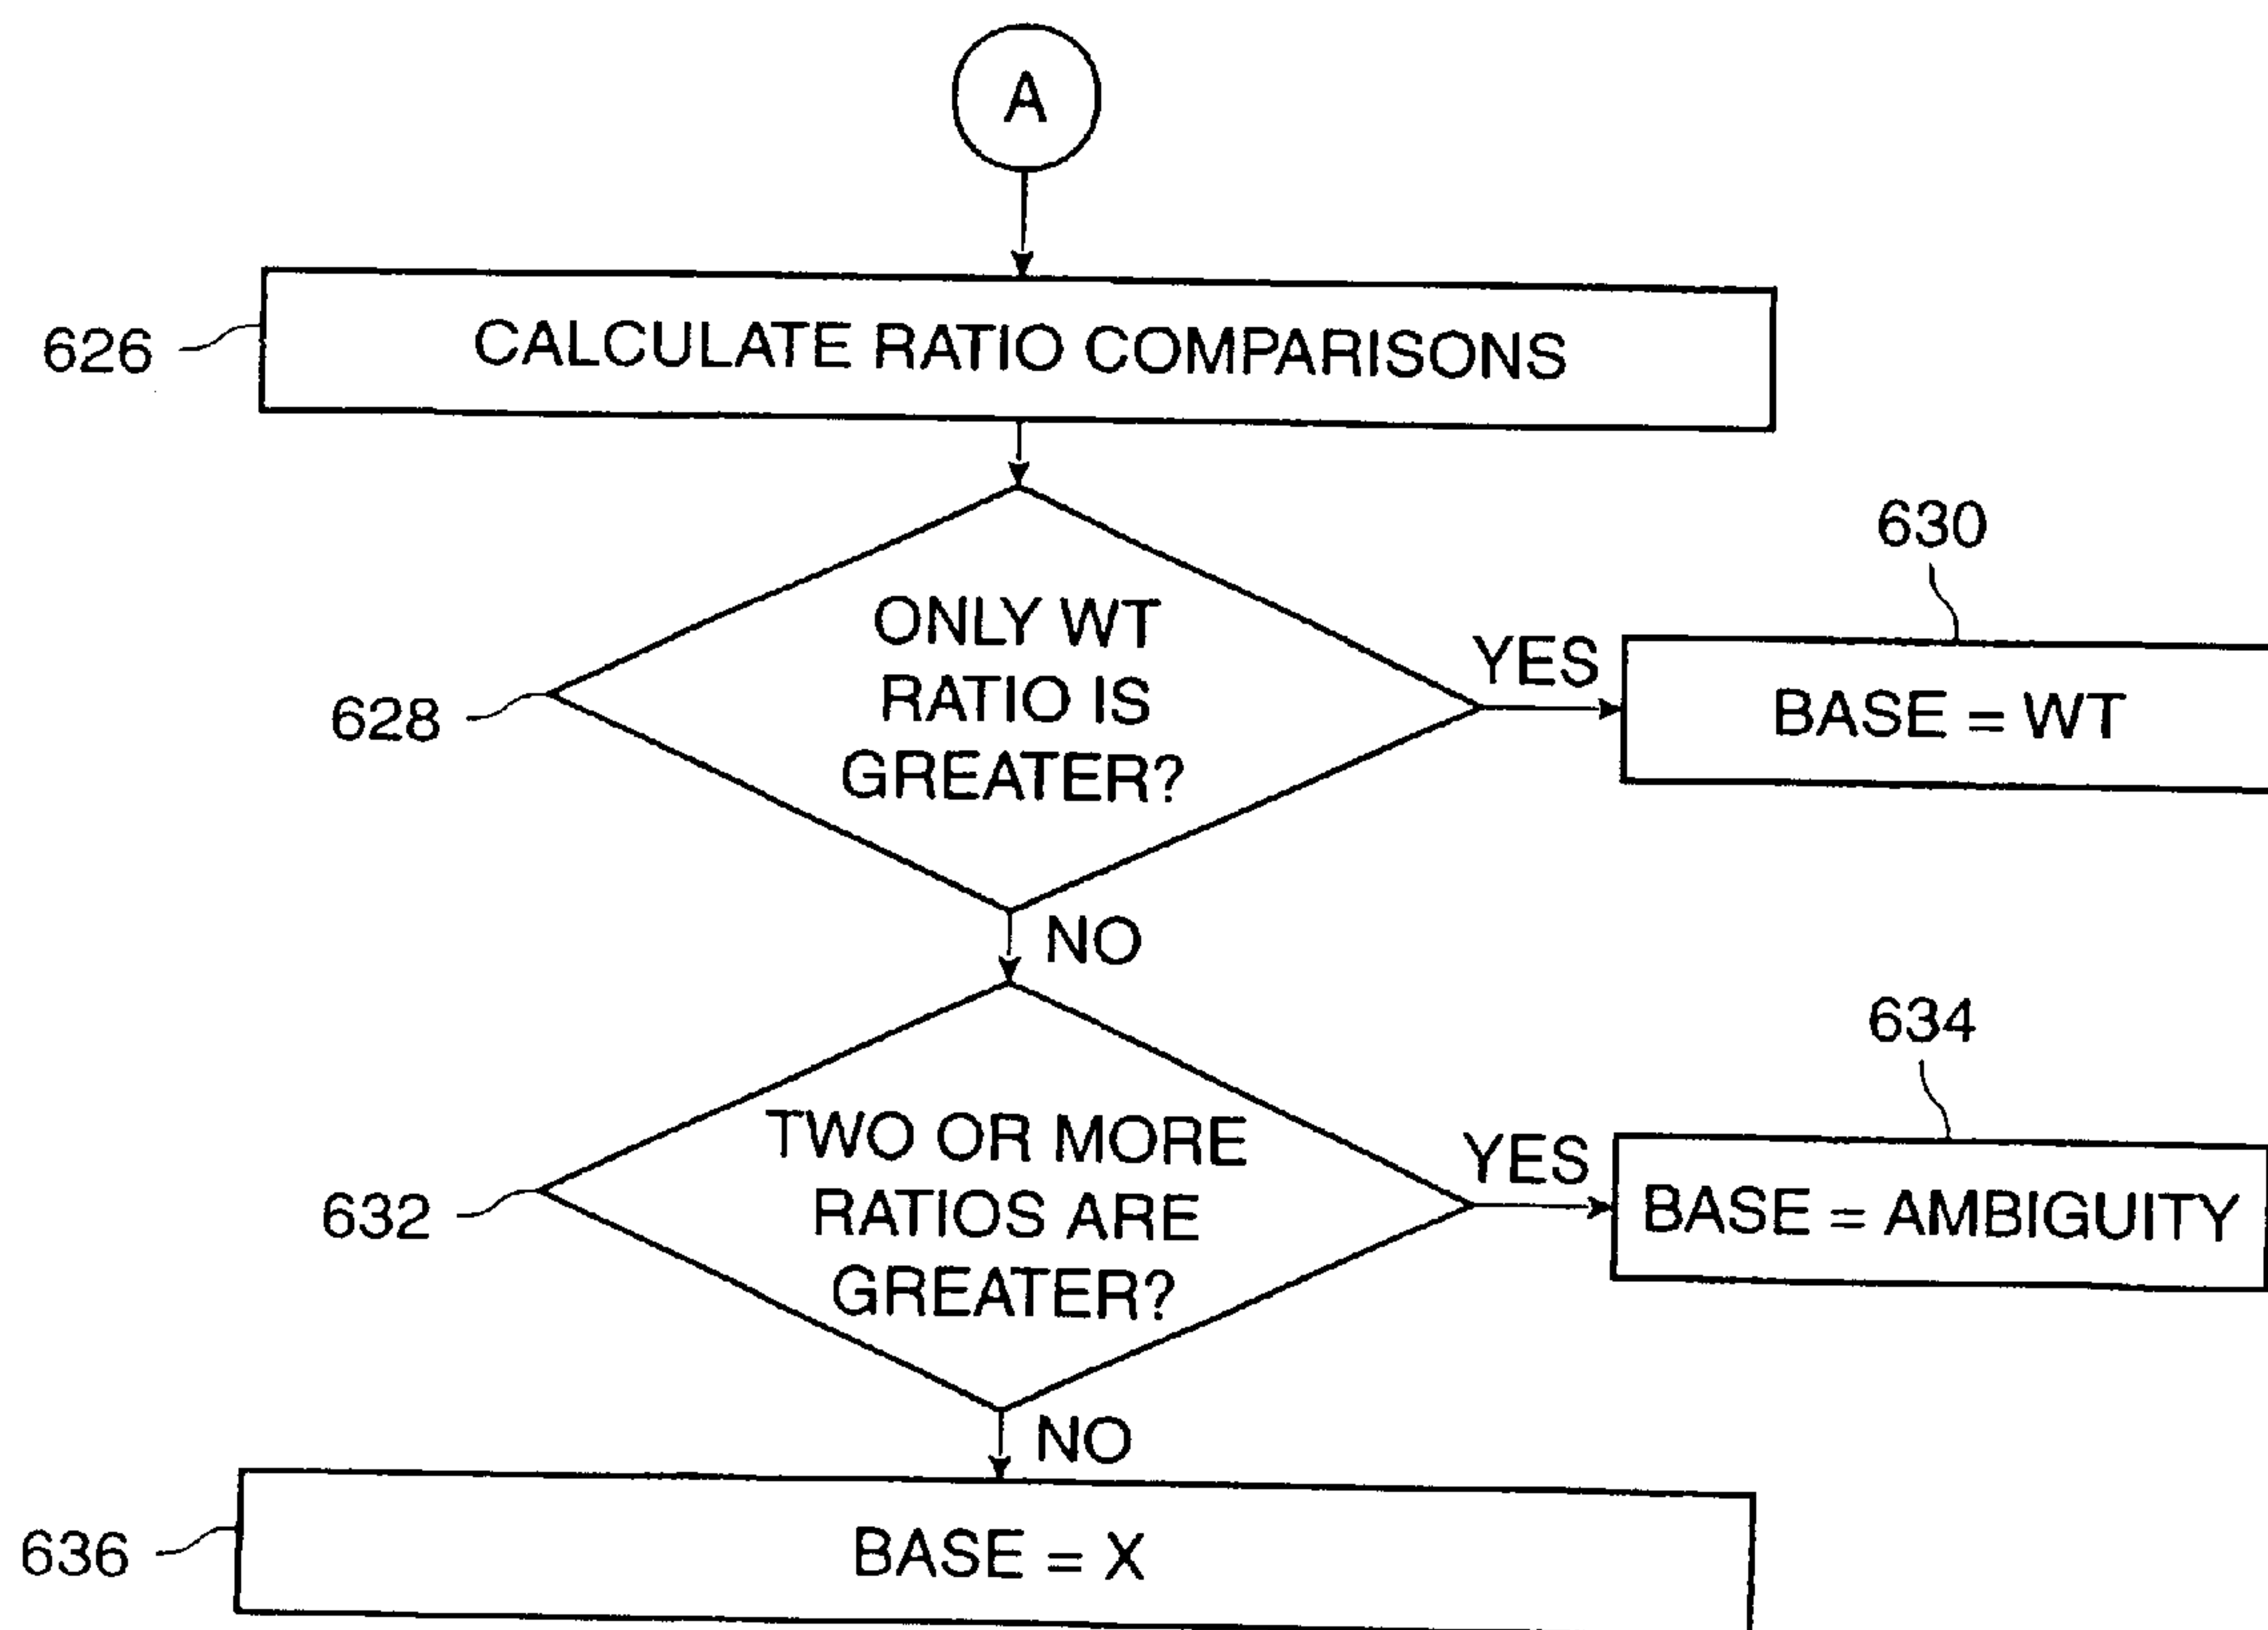 A
626
CALCULATE RATIO COMPARISONS
628
ONLY WT
RATIO IS
GREATER?
YES
630
BASE = WT
NO
632
TWO OR MORE
RATIOS ARE
GREATER?
YES
634
BASE = AMBIGUITY
NO
636
BASE = X